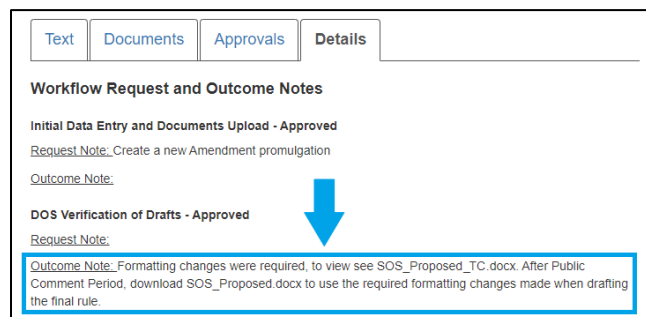 Text Documents Approvals Details
Workflow Request and Outcome Notes
Initial Data Entry and Documents Upload - Approved
Request Note: Create a new Amendment promulgation
Outcome Note:
DOS Verification of Drafts - Approved
Request Note:
Outcome Note: Formatting changes were required, to view see SOS_Proposed_TC.docx. After Public
Comment Period, download SOS_Proposed.docx to use the required formatting changes made when drafting
the final rule.